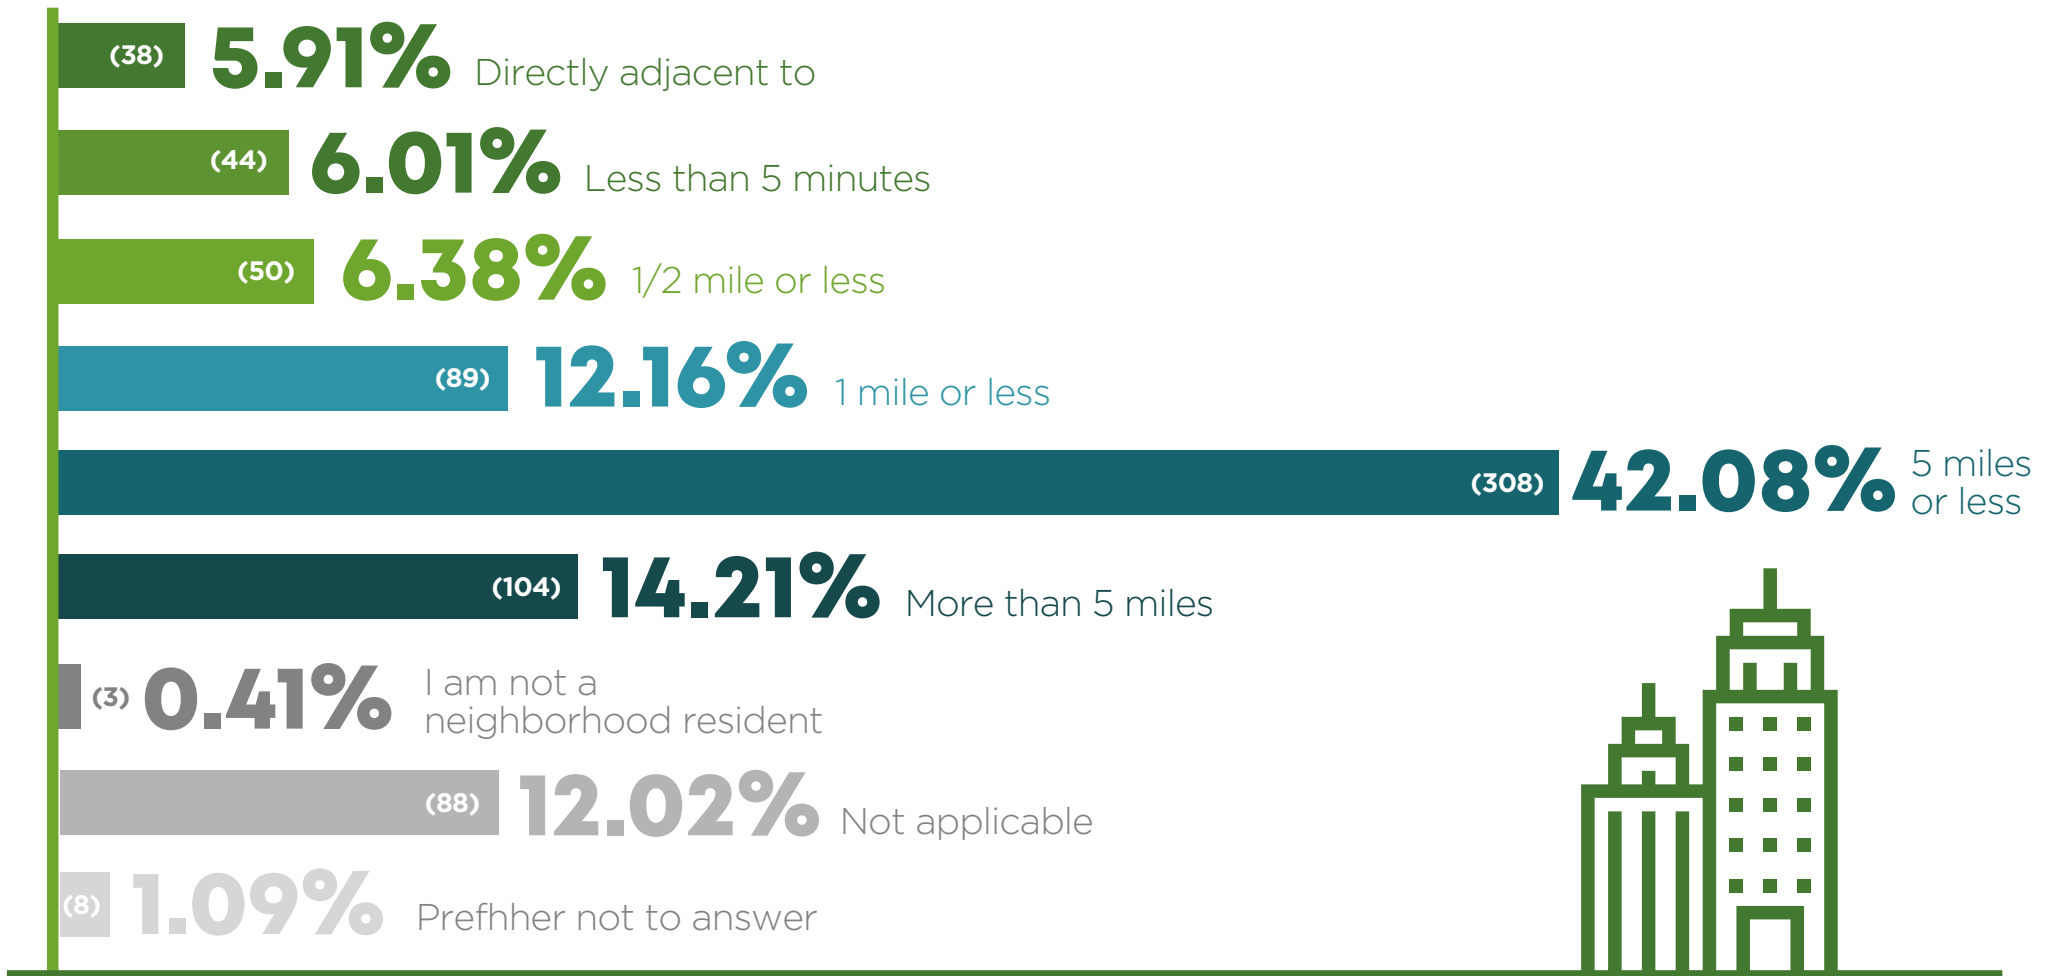 (38) 5.91% Directly adjacent to
(44) 6.01% Less than 5 minutes
(50) 6.38% 1/2 mile or less
(89) 12.16% 1 mile or less
(308) 42.08% 5 miles
or less
(104) 14.21% More than 5 miles
(3) 0.41% I am not a
neighborhood resident
(88) 12.02% Not applicable
(8) 1.09% Prefhher not to answer